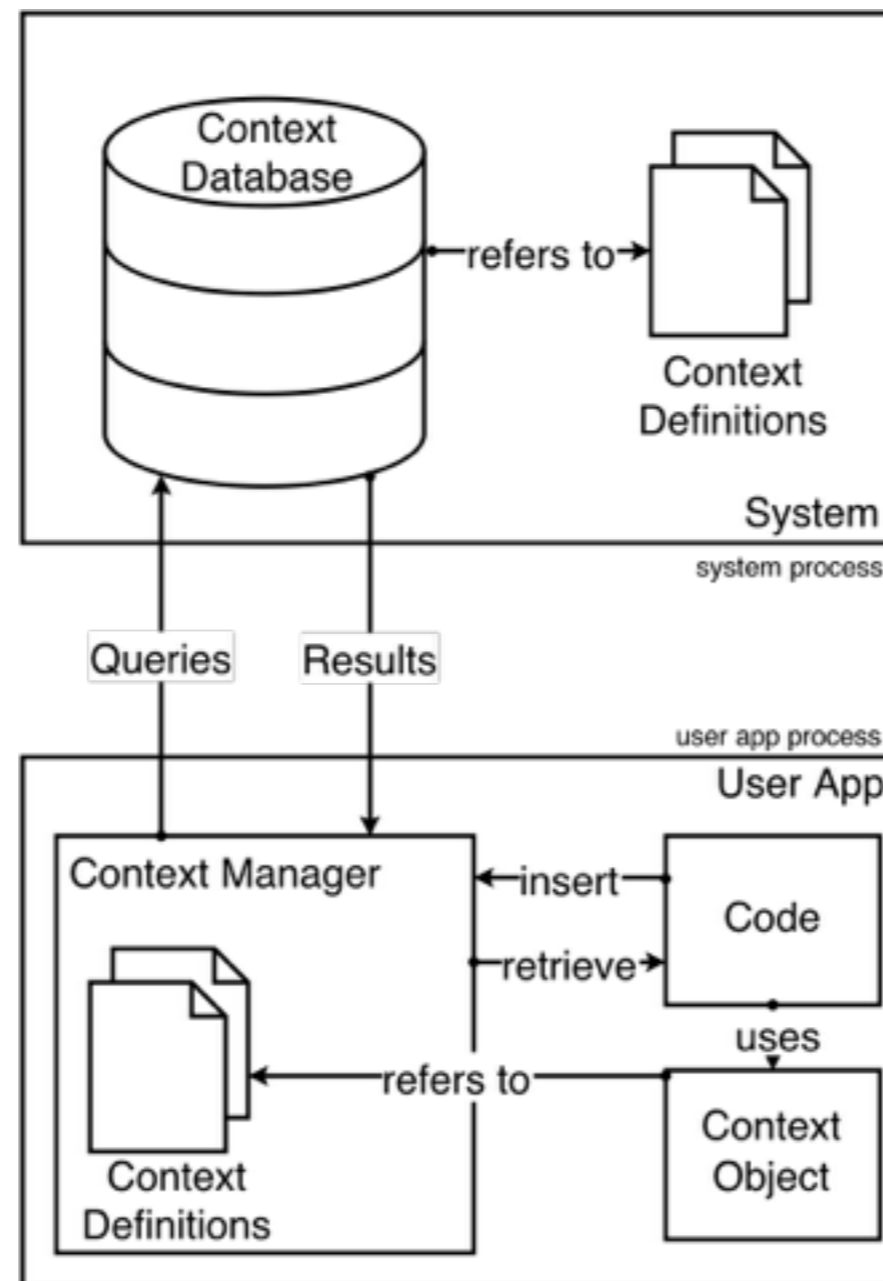 Context
Database
refers to
Context
Definitions
System
system process
Queries
Results
user app process
User App
Context Manager
insert
Code
retrieve
uses
refers to
Context
Object
Context
Definitions